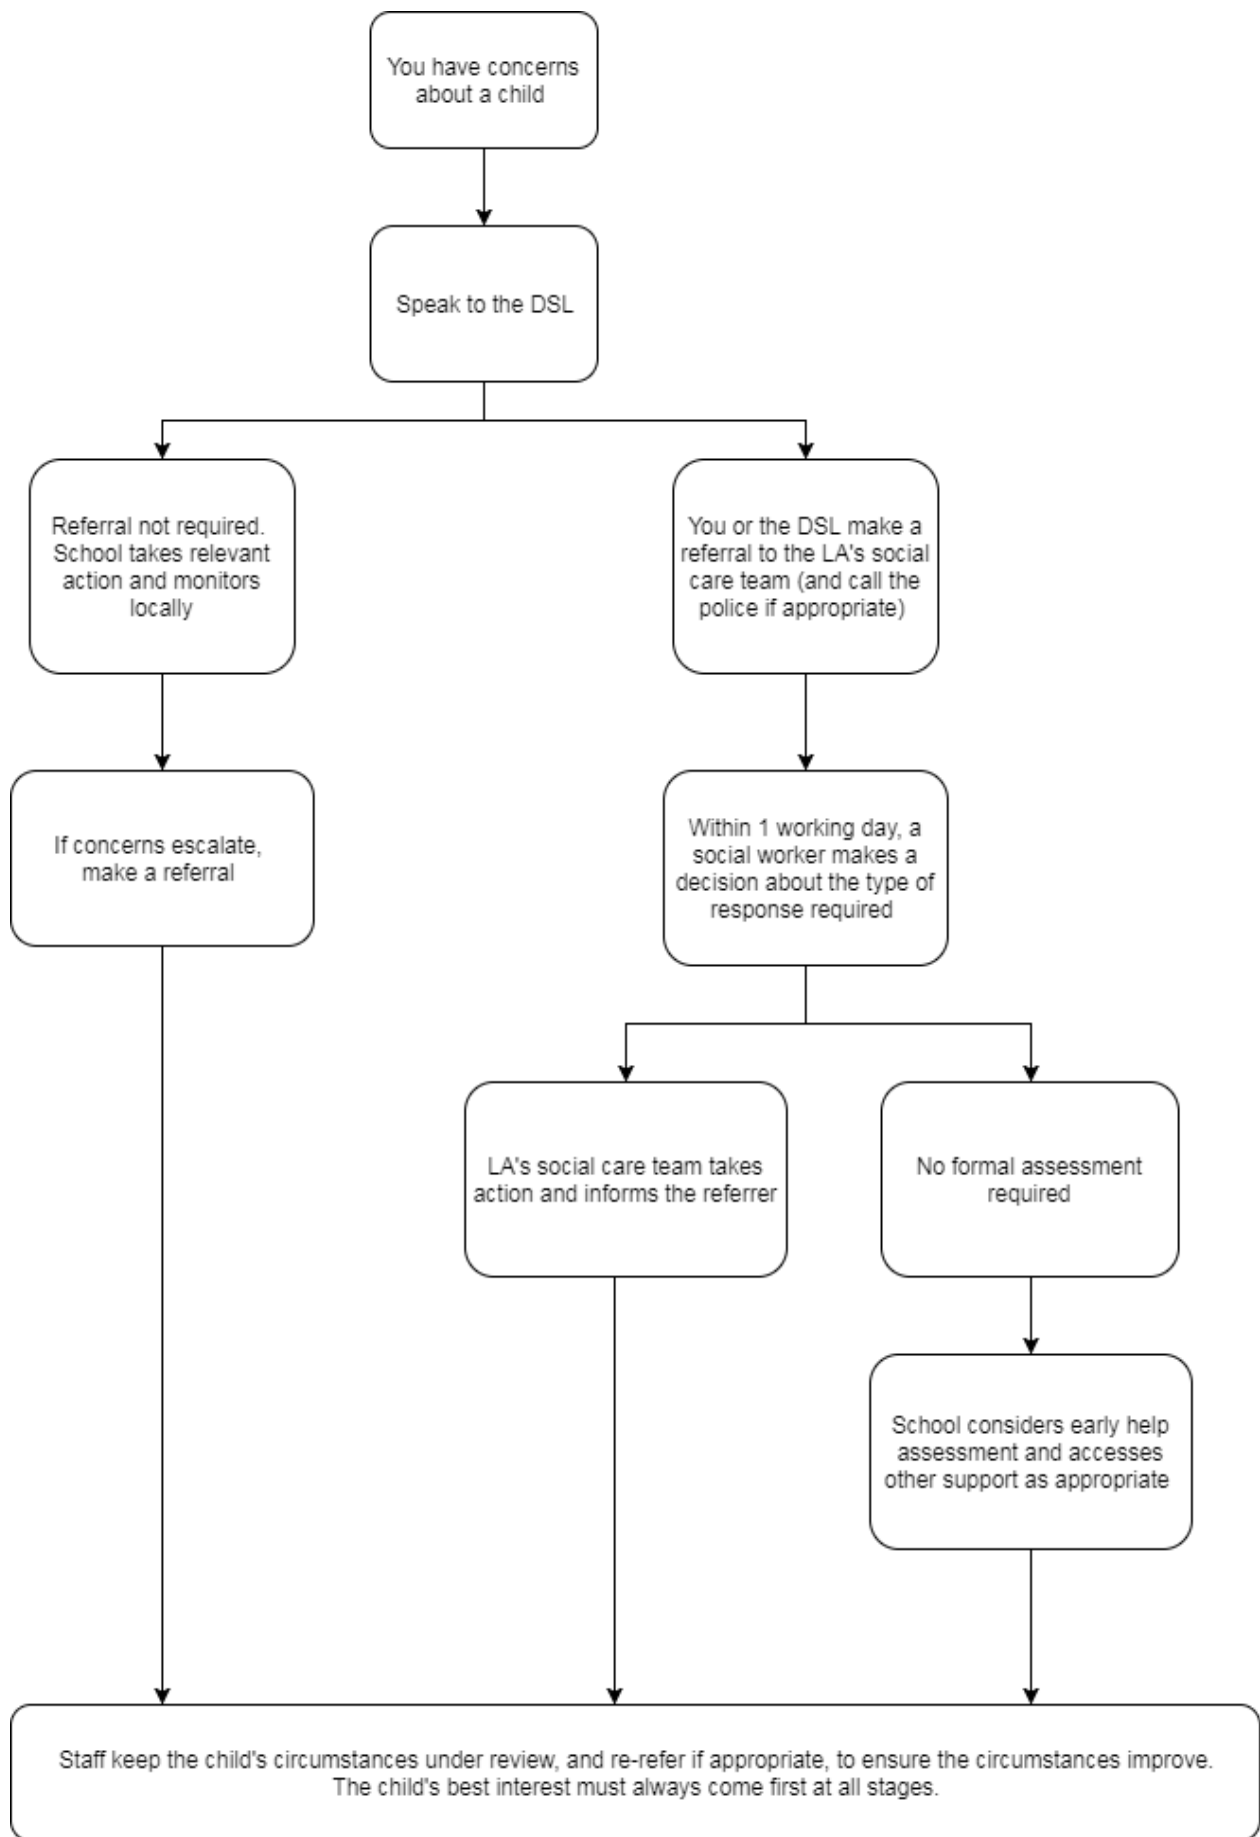 You have concerns
about a child
Speak to the DSL
Referral not required.
School takes relevant
action and monitors
locally
You or the DSL make a
referral to the LA's social
care team (and call the
police if appropriate)
If concerns escalate,
make a referral
Within 1 working day, a
social worker makes a
decision about the type of
response required
LA's social care team takes
action and informs the referrer
No formal assessment
required
School considers early help
assessment and accesses
other support as appropriate
Staff keep the child's circumstances under review, and re-refer if appropriate, to ensure the circumstances improve.
The child's best interest must always come first at all stages.